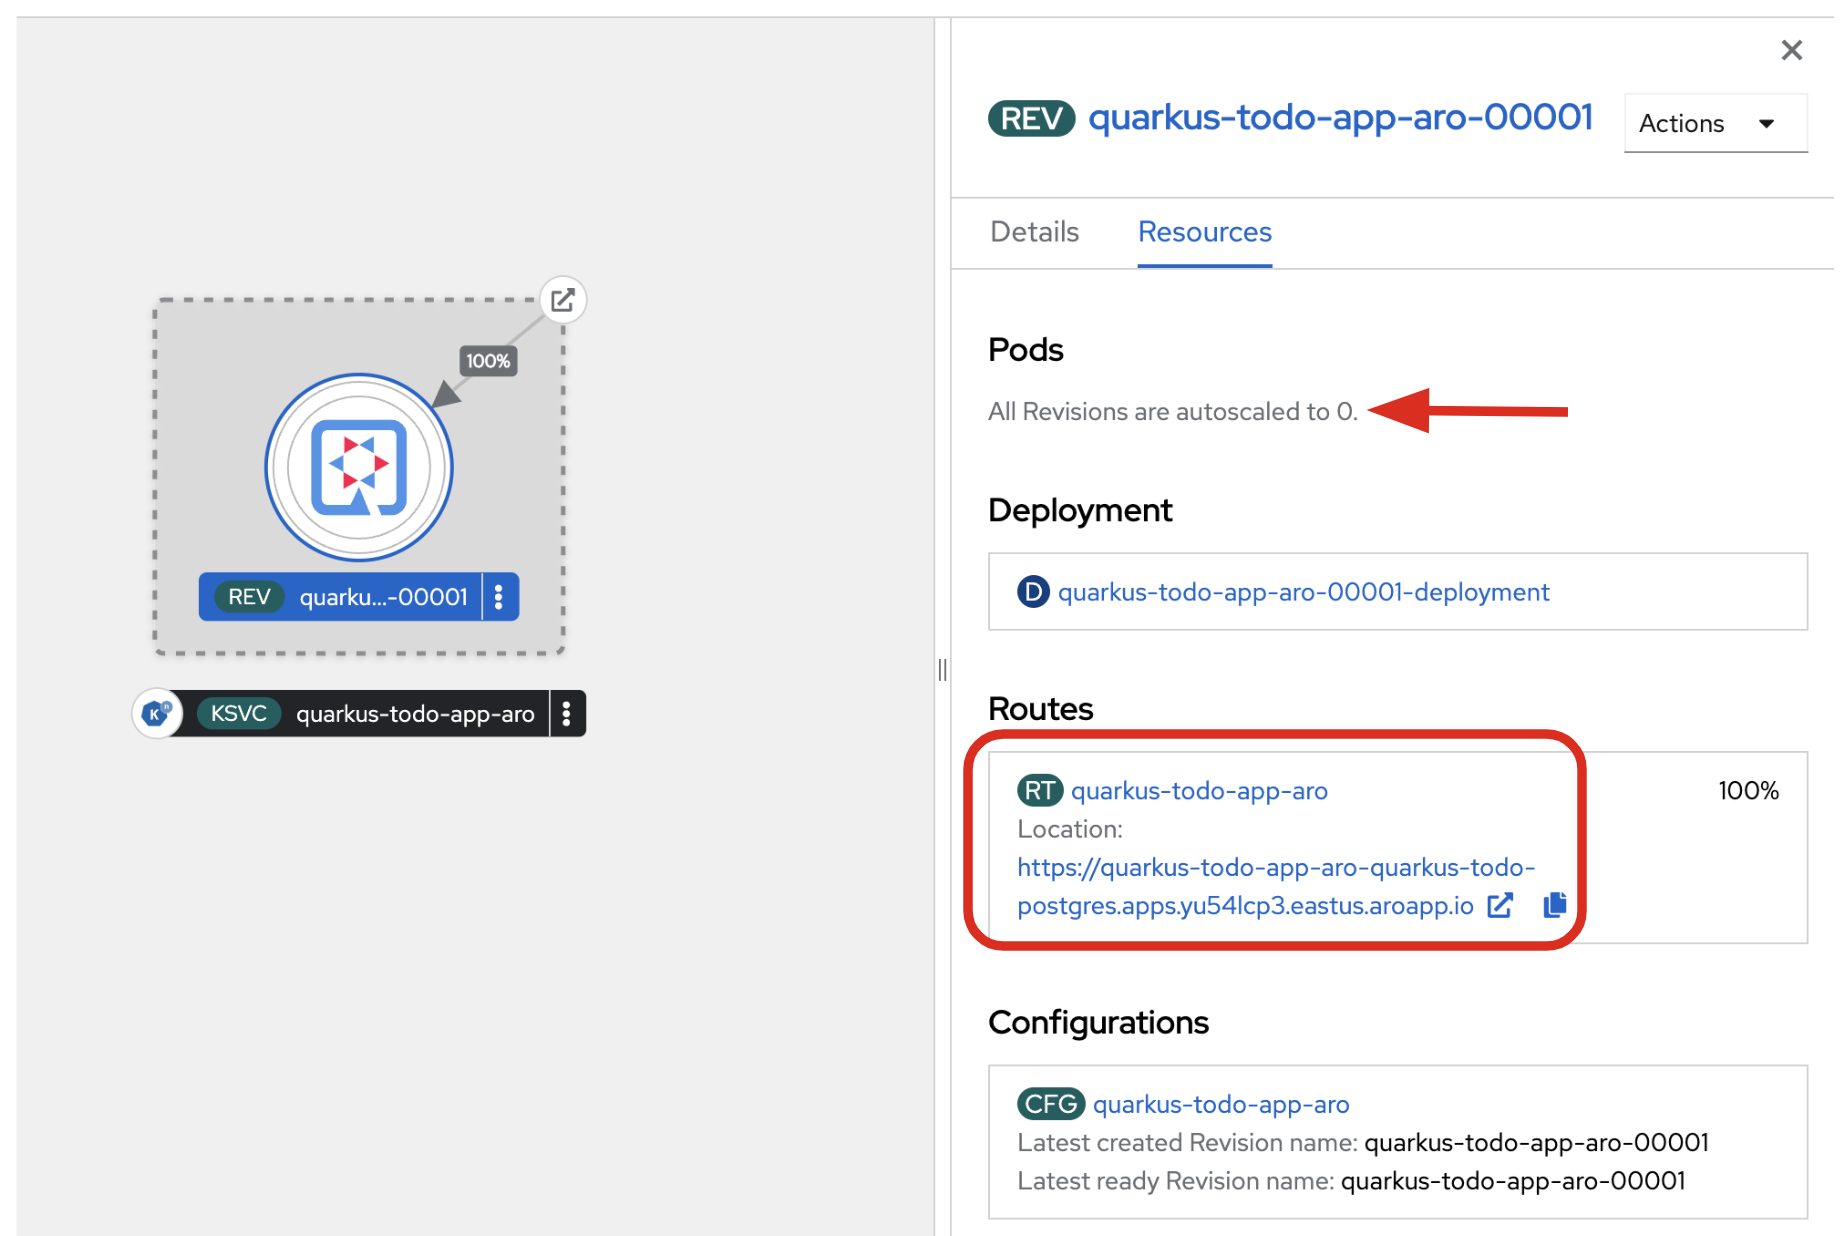 100%
REV quarku...-00001
KSVC quarkus-todo-app-aro
REV quarkus-todo-app-aro-00001
Actions
Details Resources
Pods
All Revisions are autoscaled to 0.
Deployment
D quarkus-todo-app-aro-00001-deployment
Routes
RT quarkus-todo-app-aro 100%
Location:
https://quarkus-todo-app-aro-quarkus-todo-
postgres.apps.yu54lcp3.eastus.aroapp.io
Configurations
CFG quarkus-todo-app-aro
Latest created Revision name: quarkus-todo-app-aro-00001
Latest ready Revision name: quarkus-todo-app-aro-00001